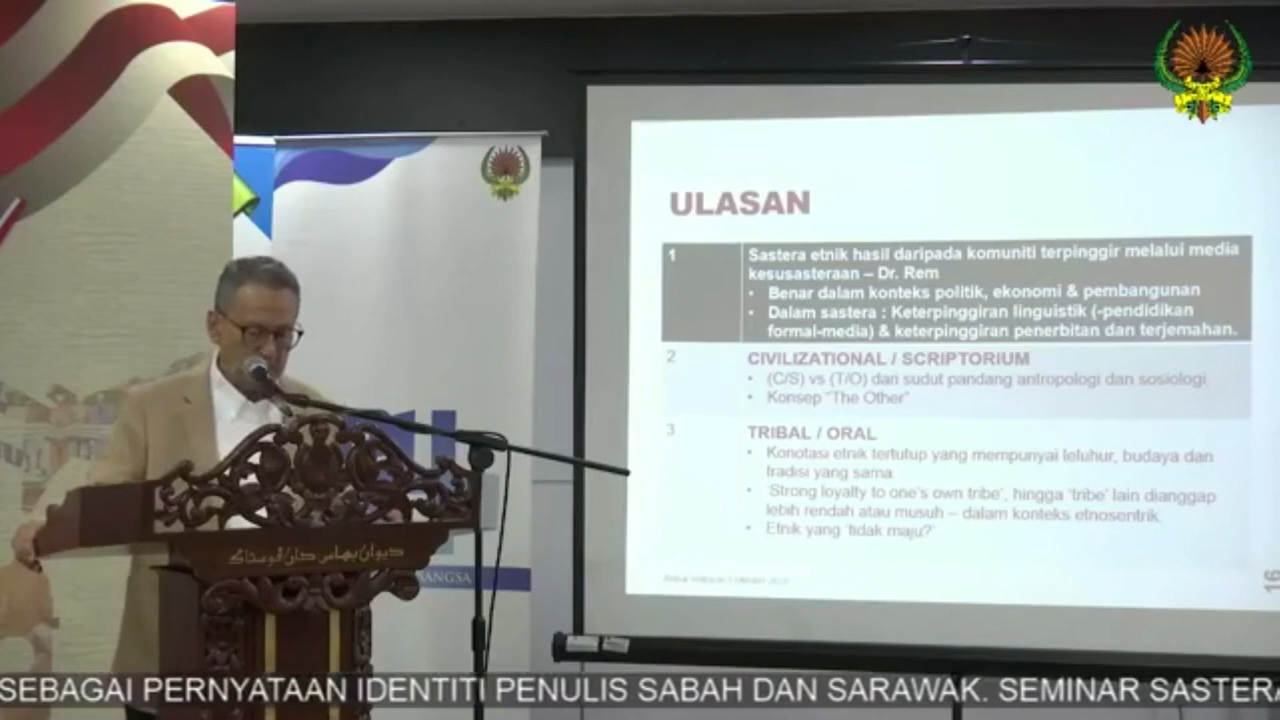 ULASAN
1
Sastera etnik hasil daripada komuniti terpinggir melalui media
kesusasteraan – Dr. Rem
• Benar dalam konteks politik, ekonomi & pembangunan
• Dalam sastera : Keterpinggiran linguistik (-pendidikan
formal-media) & keterpinggiran penerbitan dan terjemahan.
2
CIVILIZATIONAL / SCRIPTORIUM
• (C/S) vs (T/O) dari sudut pandang antropologi dan sosiologi
• Konsep "The Other"
3
TRIBAL / ORAL
• Konotasi etnik tertutup yang mempunyai leluhur, budaya dan
tradisi yang sama
• 'Strong loyalty to one's own tribe', hingga 'tribe' lain dianggap
lebih rendah atau musuh – dalam konteks etnosentrik.
• Etnik yang 'tidak maju?'
16
ديوان بهاس دان ڤوستاک
BANGSA
SEBAGAI PERNYATAAN IDENTITI PENULIS SABAH DAN SARAWAK. SEMINAR SASTERA